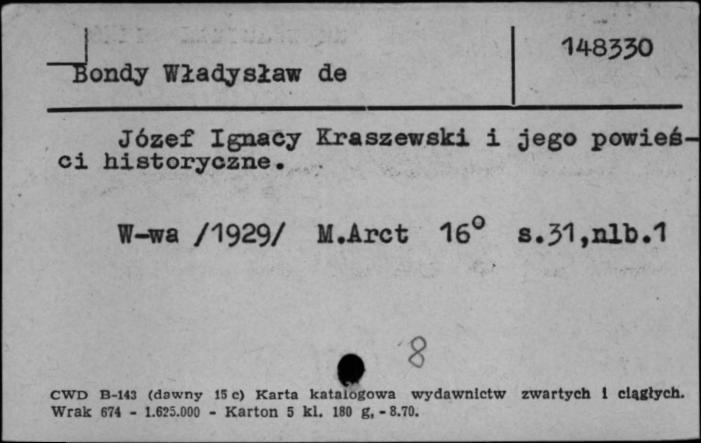 148330
Bondy Władysław de
Józef Ignacy Kraszewski i jego powieś-
ci historyczne.
W-wa /1929/ M.Arct 16° s.31,nlb.1
8
CWD B-143 (dawny 15 c) Karta katalogowa wydawnictw zwartych i ciągłych.
Wrak 674 - 1.625.000 - Karton 5 kl. 180 g. - 8.70.